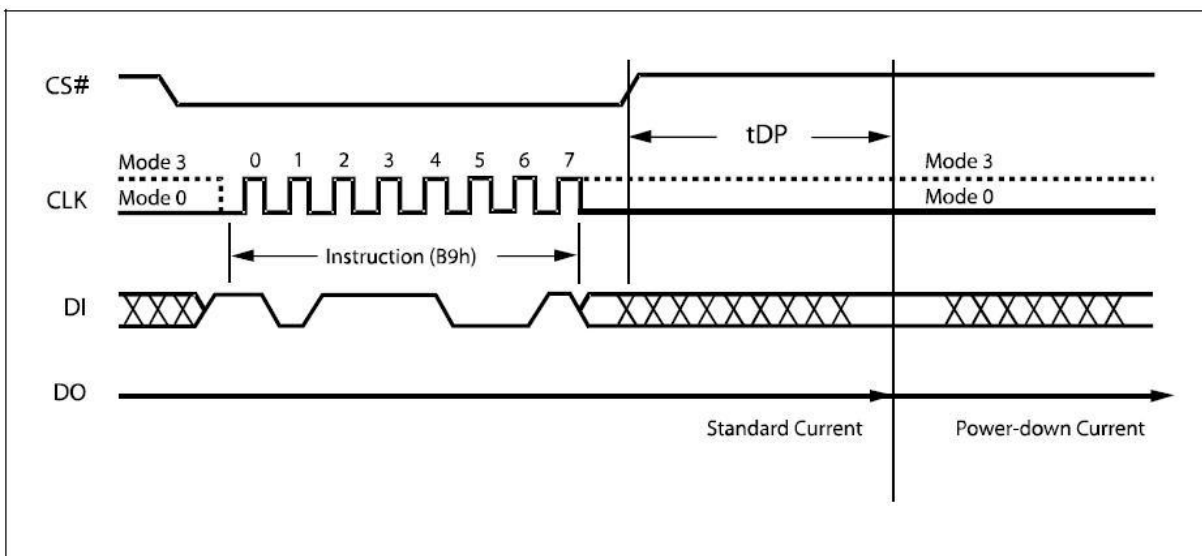 CS#
tDP
Mode 3
0 1 2 3 4 5 6 7
Mode 3
CLK
Mode 0
Mode 0
Instruction (B9h)
DI
DO
Standard Current
Power-down Current